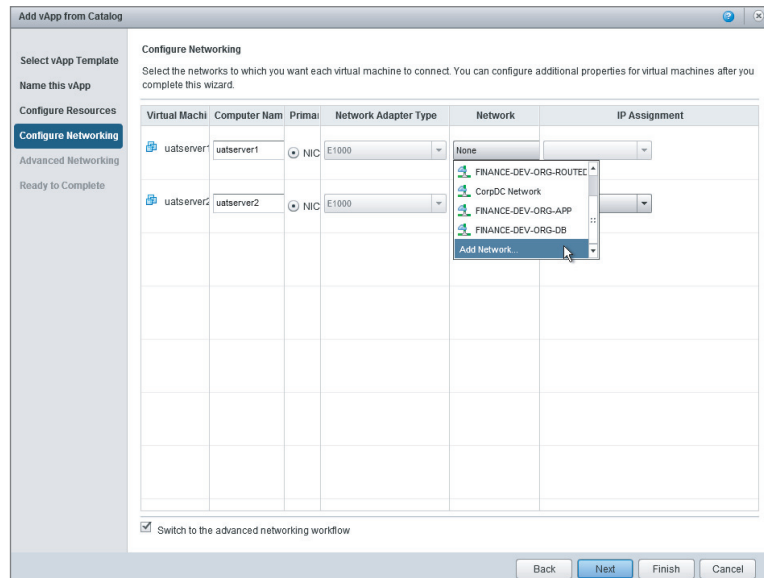 Add vApp from Catalog
Select vApp Template
Name this vApp
Configure Resources
Configure Networking
Advanced Networking
Ready to Complete
Configure Networking
Select the networks to which you want each virtual machine to connect. You can configure additional properties for virtual machines after you
complete this wizard.
Virtual Machi Computer Nam Primar Network Adapter Type Network IP Assignment
uatserver1 uatserver1 NIC E1000 None
FINANCE-DEV-ORG-ROUTED
CorpDC Network
uatserver2 uatserver2 NIC E1000 FINANCE-DEV-ORG-APP
FINANCE-DEV-ORG-DB
Add Network...
Switch to the advanced networking workflow
Back Next Finish Cancel